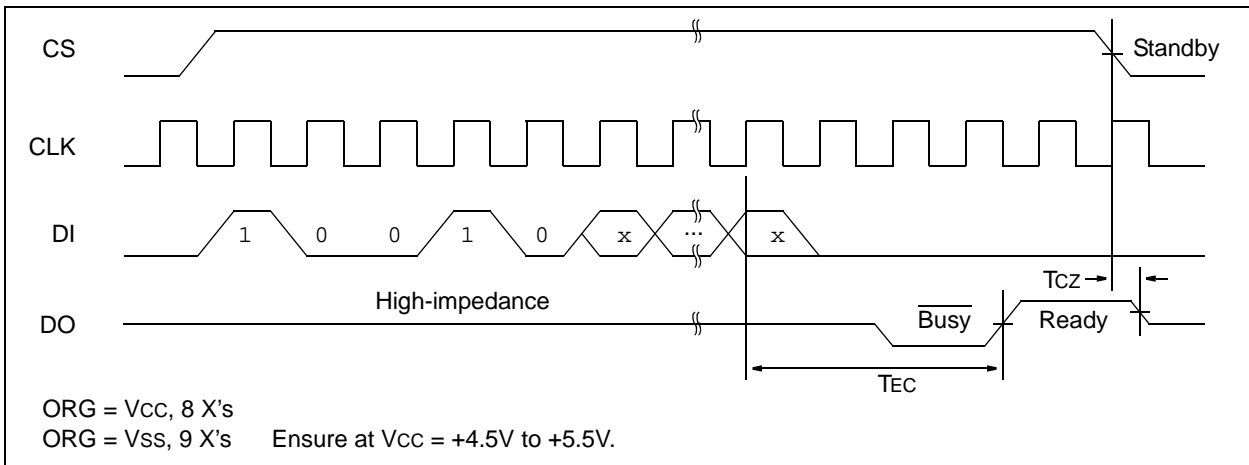 CS
Standby
CLK
DI
1 0 0 1 0 x ... x
TCZ
High-impedance
DO
Busy
Ready
TEC
ORG = VCC, 8 X's
ORG = VSS, 9 X's Ensure at VCC = +4.5V to +5.5V.